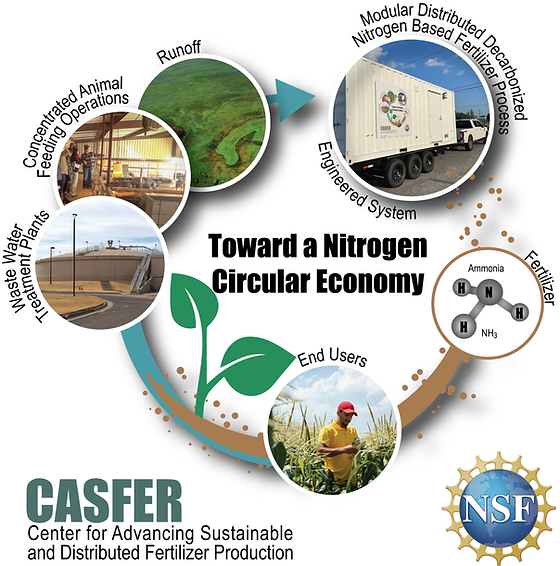 Modular Distributed Decarbonized
Nitrogen Based Fertilizer Process
Runoff
Concentrated Animal
Feeding Operations
CASFER
Engineered System
Waste Water
Treatment Plants
Toward a Nitrogen
Circular Economy
Fertilizer
Ammonia
H N H
H
NH3
End Users
CASFER
Center for Advancing Sustainable
and Distributed Fertilizer Production
NSF